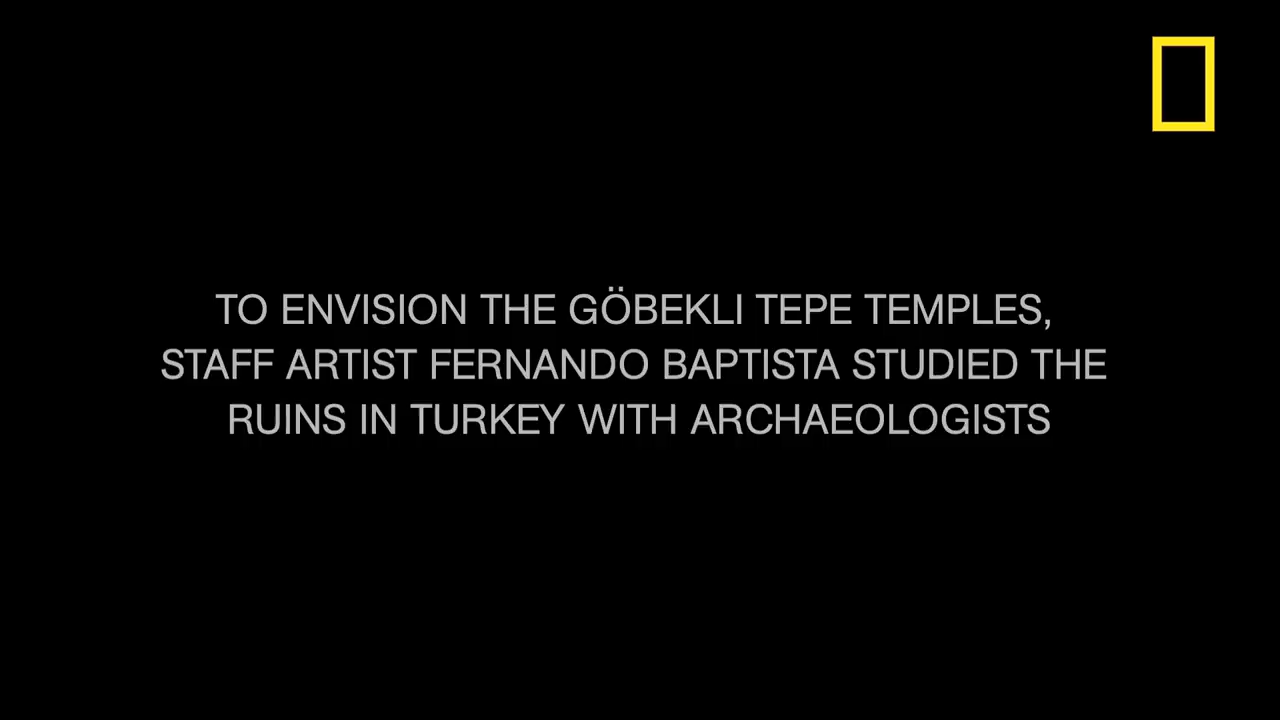 TO ENVISION THE GÖBEKLI TEPE TEMPLES,
STAFF ARTIST FERNANDO BAPTISTA STUDIED THE
RUINS IN TURKEY WITH ARCHAEOLOGISTS